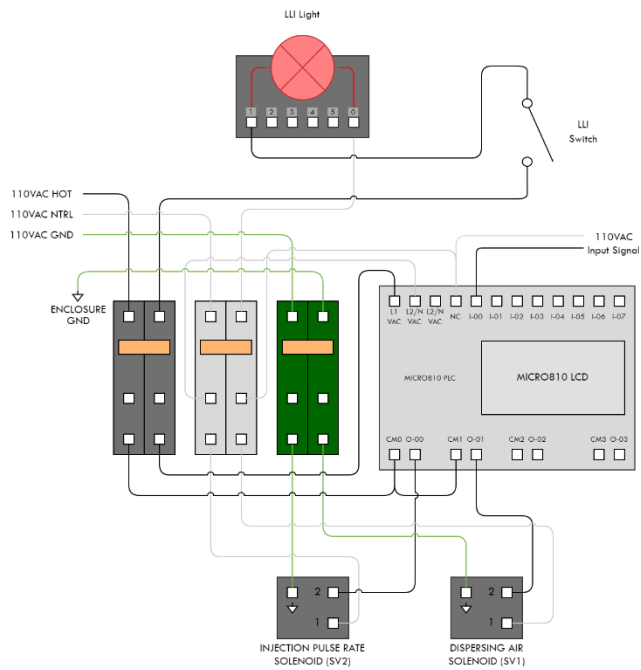 LLI Light
1 2 3 4 5 0
LLI
Switch
110VAC HOT
110VAC NTRL
110VAC GND
ENCLOSURE
GND
110VAC
Input Signal
L1 L2/N L2/N NC I-00 I-01 I-02 I-03 I-04 I-05 I-06 I-07
VAC VAC VAC
MICRO810 PLC
MICRO810 LCD
CM0 O-00 CM1 O-01 CM2 O-02 CM3 O-03
2
1
INJECTION PULSE RATE
SOLENOID (SV2)
2
1
DISPERSING AIR
SOLENOID (SV1)